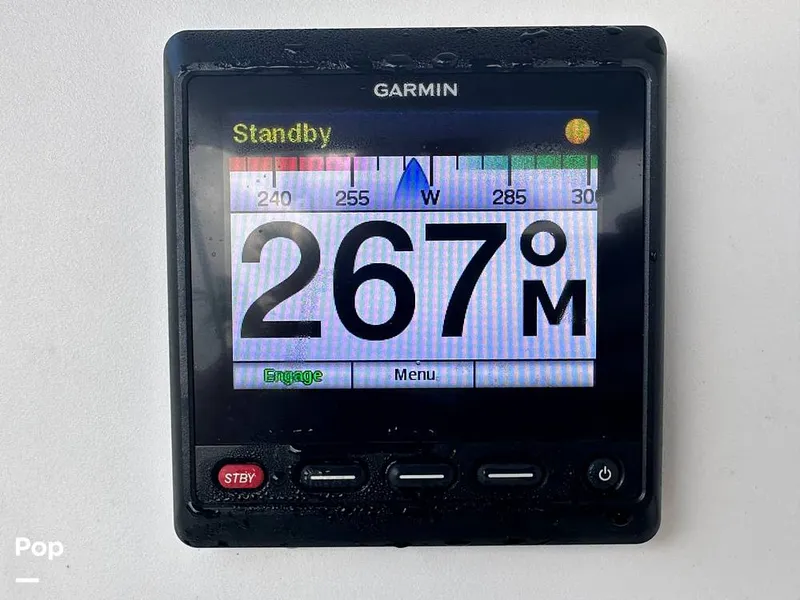 GARMIN
Standby
240 255 W 285 300
267°M
Engage Menu
STBY
Pop